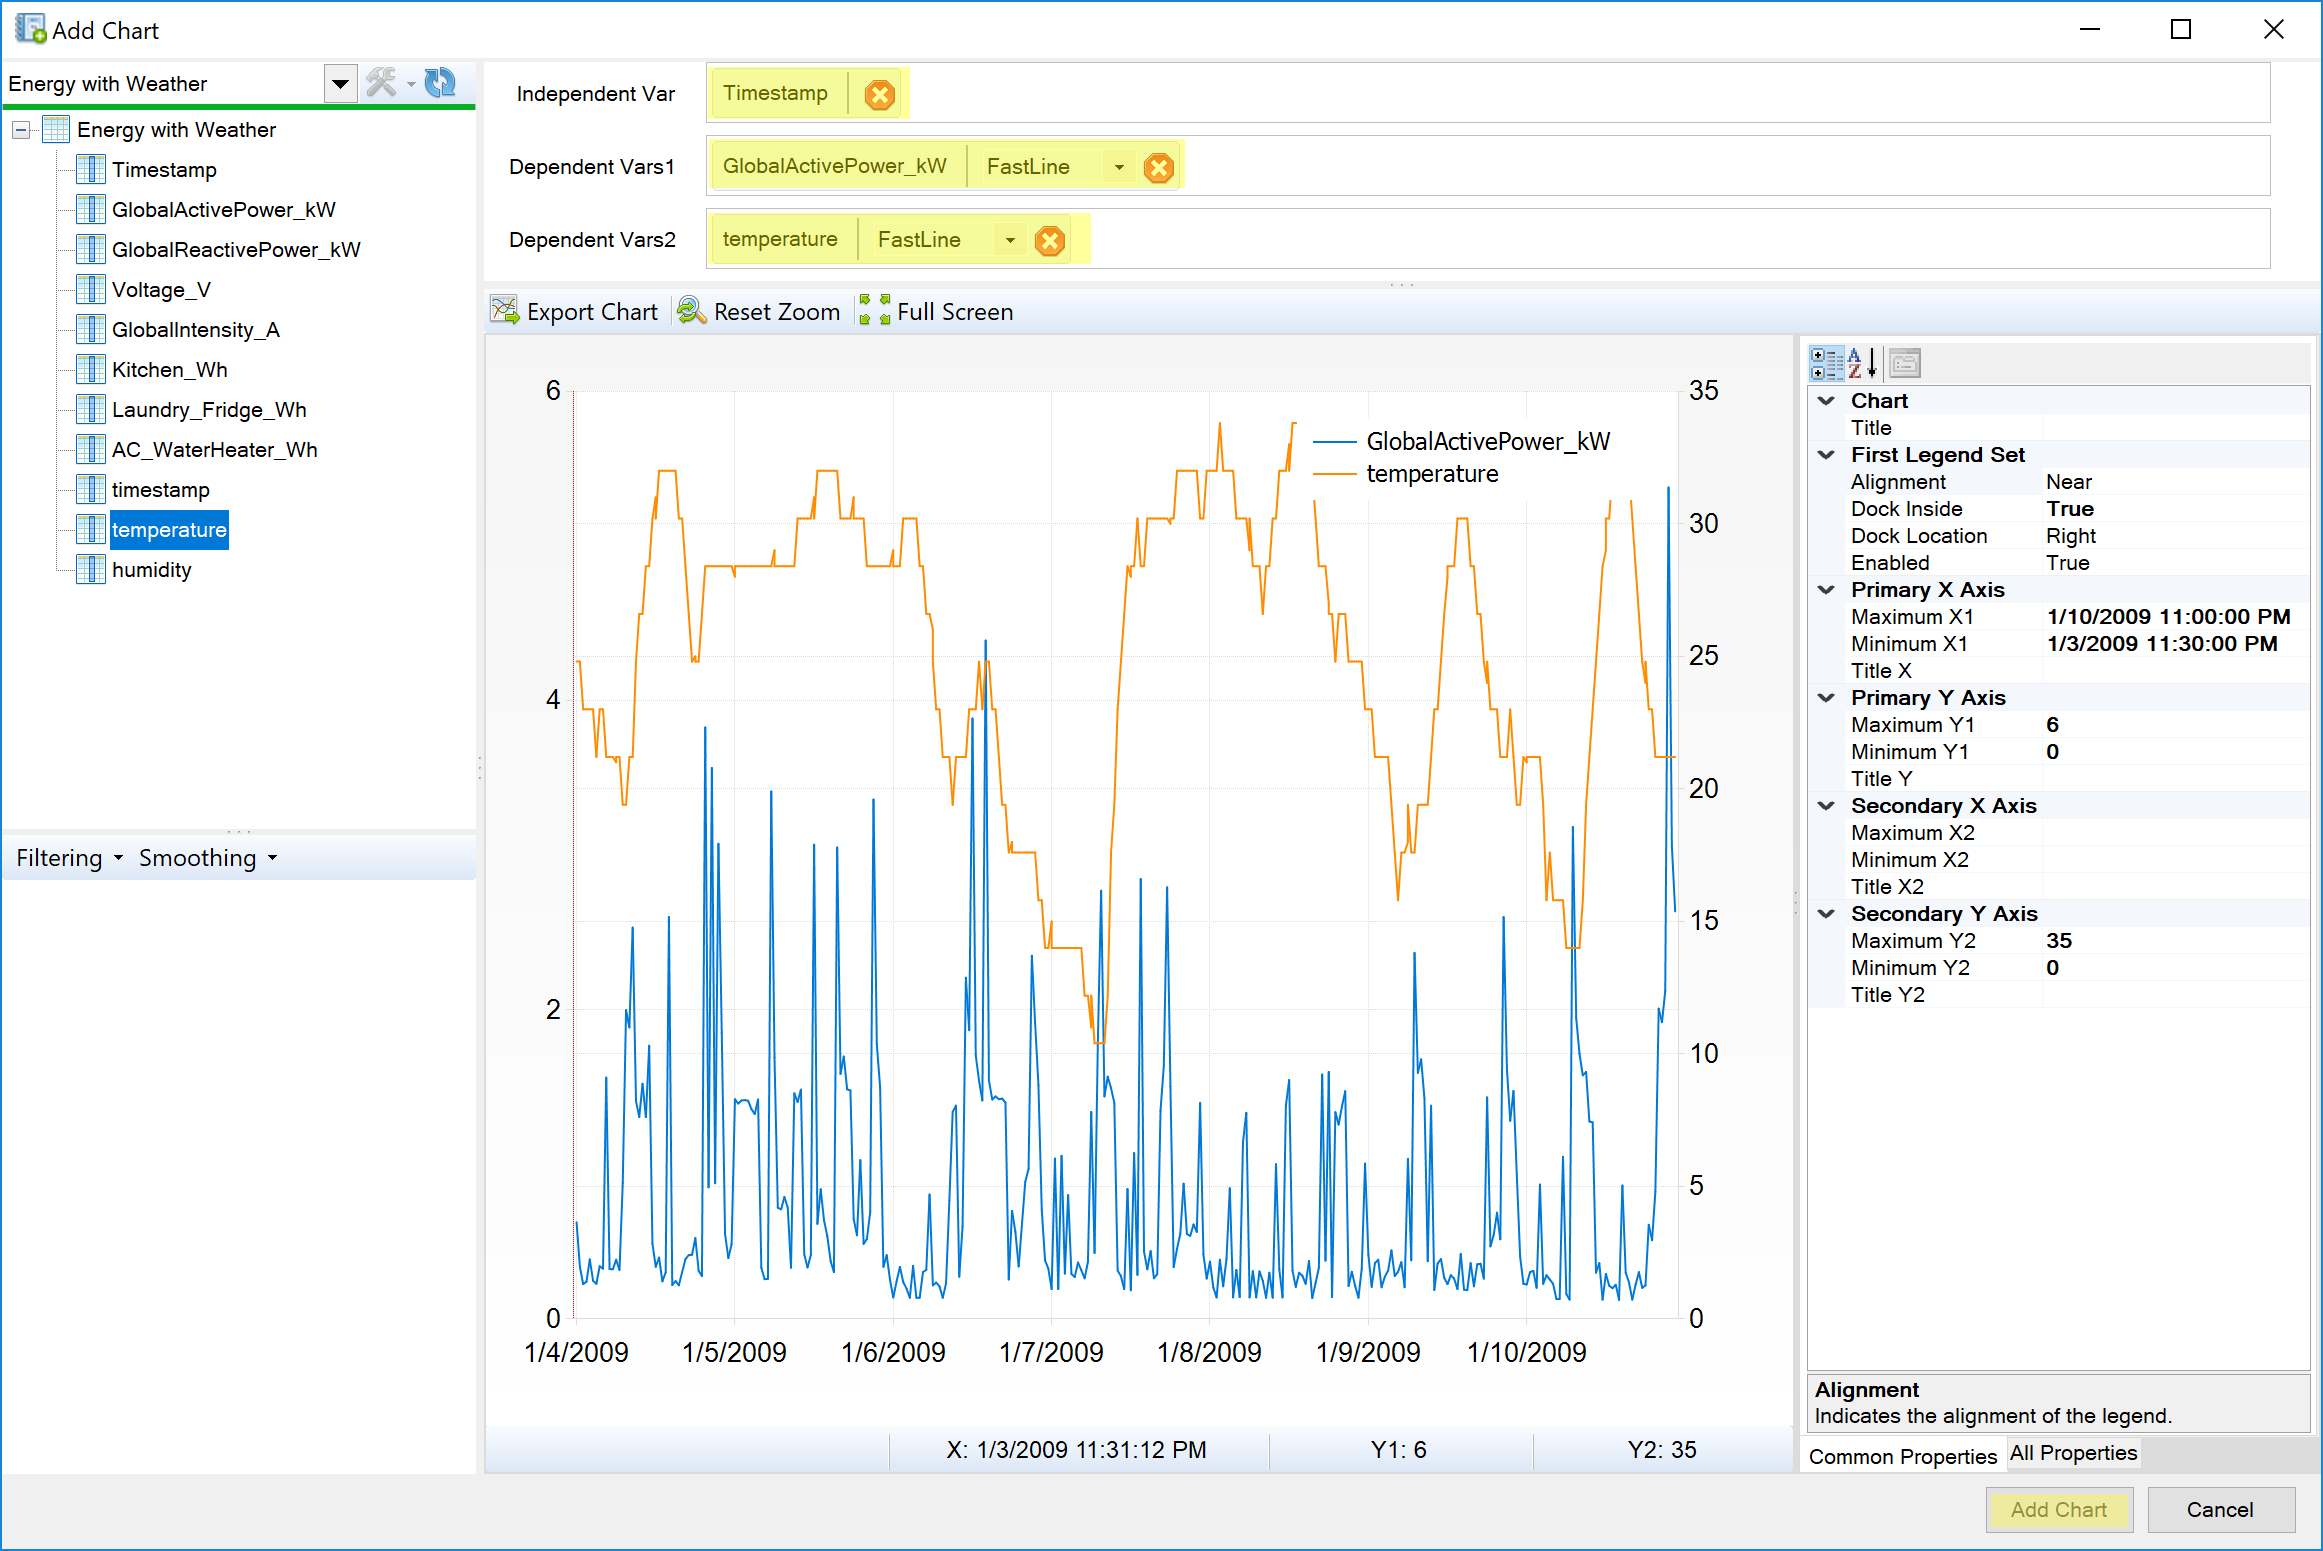 Add Chart
Energy with Weather
Energy with Weather
Timestamp
GlobalActivePower_kW
GlobalReactivePower_kW
Voltage_V
GlobalIntensity_A
Kitchen_Wh
Laundry_Fridge_Wh
AC_WaterHeater_Wh
timestamp
temperature
humidity
Filtering Smoothing
Independent Var Timestamp
Dependent Vars1 GlobalActivePower_kW FastLine
Dependent Vars2 temperature FastLine
Export Chart Reset Zoom Full Screen
6
4
2
0
35
30
25
20
15
10
5
0
GlobalActivePower_kW
temperature
1/4/2009 1/5/2009 1/6/2009 1/7/2009 1/8/2009 1/9/2009 1/10/2009
X: 1/3/2009 11:31:12 PM Y1: 6 Y2: 35
A
Z
Chart
Title
First Legend Set
Alignment Near
Dock Inside True
Dock Location Right
Enabled True
Primary X Axis
Maximum X1 1/10/2009 11:00:00 PM
Minimum X1 1/3/2009 11:30:00 PM
Title X
Primary Y Axis
Maximum Y1 6
Minimum Y1 0
Title Y
Secondary X Axis
Maximum X2
Minimum X2
Title X2
Secondary Y Axis
Maximum Y2 35
Minimum Y2 0
Title Y2
Alignment
Indicates the alignment of the legend.
Common Properties All Properties
Add Chart Cancel